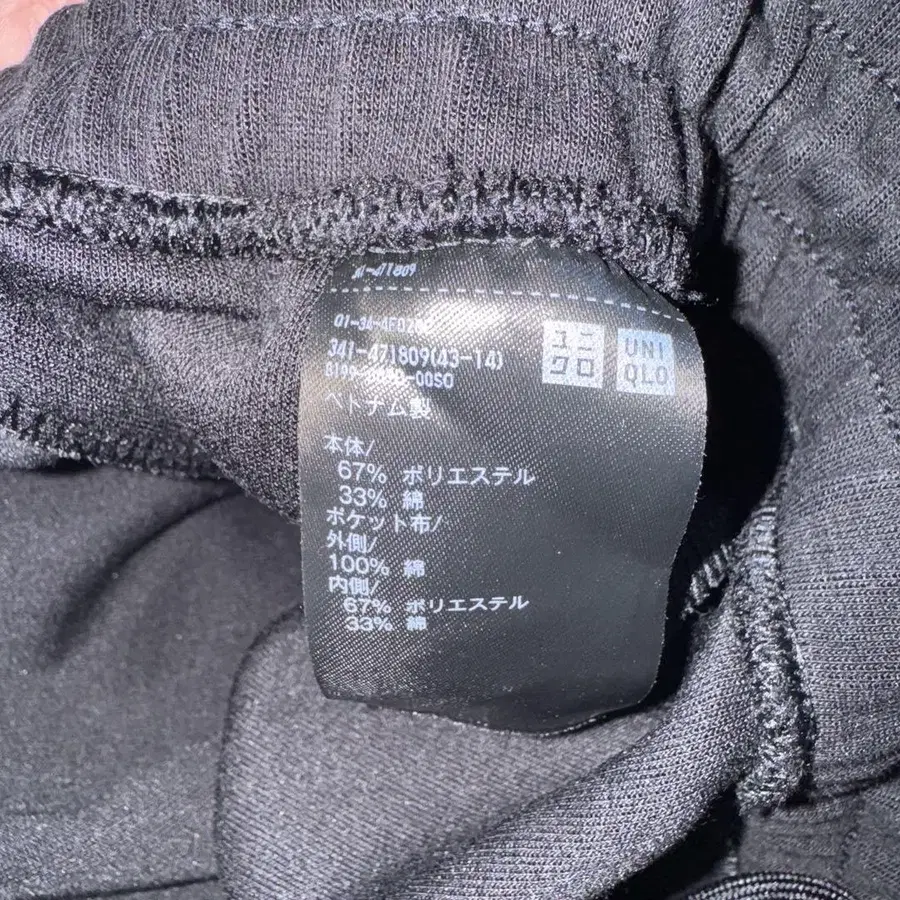 341-471809
ユニ
クロ
UNI
QLO
341-471809(43-14)
ベトナム製
本体/
67% ポリエステル
33% 綿
ポケット布/
外側/
100% 綿
内側/
67% ポリエステル
33% 綿